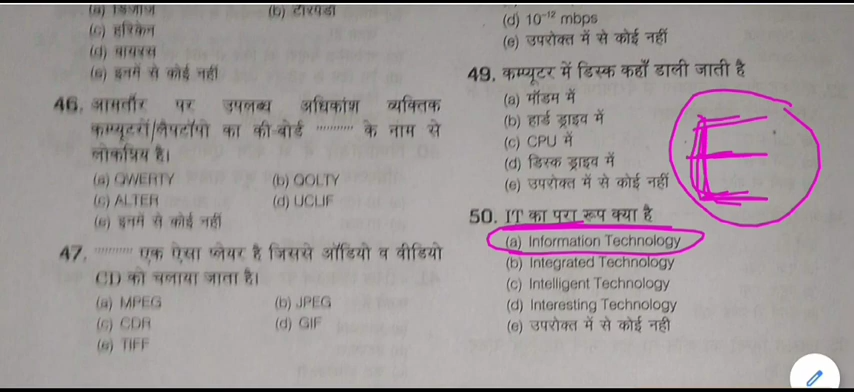 (a) डिजीज
(b) टोरपेडो
(c) हरिकेन
(d) वायरस
(e) इनमें से कोई नहीं
46. आमतौर पर उपलब्ध अधिकांश व्यक्तिक
कम्प्यूटरों/लैपटॉपों का की-बोर्ड ............ के नाम से
लोकप्रिय है।
(a) QWERTY
(b) QOLTY
(c) ALTER
(d) UCLIF
(e) इनमें से कोई नहीं
47. ............ एक ऐसा प्लेयर है जिससे ऑडियो व वीडियो
CD को चलाया जाता है।
(a) MPEG
(b) JPEG
(c) CDR
(d) GIF
(e) TIFF
(d) 10⁻¹² mbps
(e) उपरोक्त में से कोई नहीं
49. कम्प्यूटर में डिस्क कहाँ डाली जाती है
(a) मॉडम में
(b) हार्ड ड्राइव में
(c) CPU में
(d) डिस्क ड्राइव में
(e) उपरोक्त में से कोई नहीं
E
50. IT का पूरा रूप क्या है
(a) Information Technology
(b) Integrated Technology
(c) Intelligent Technology
(d) Interesting Technology
(e) उपरोक्त में से कोई नहीं